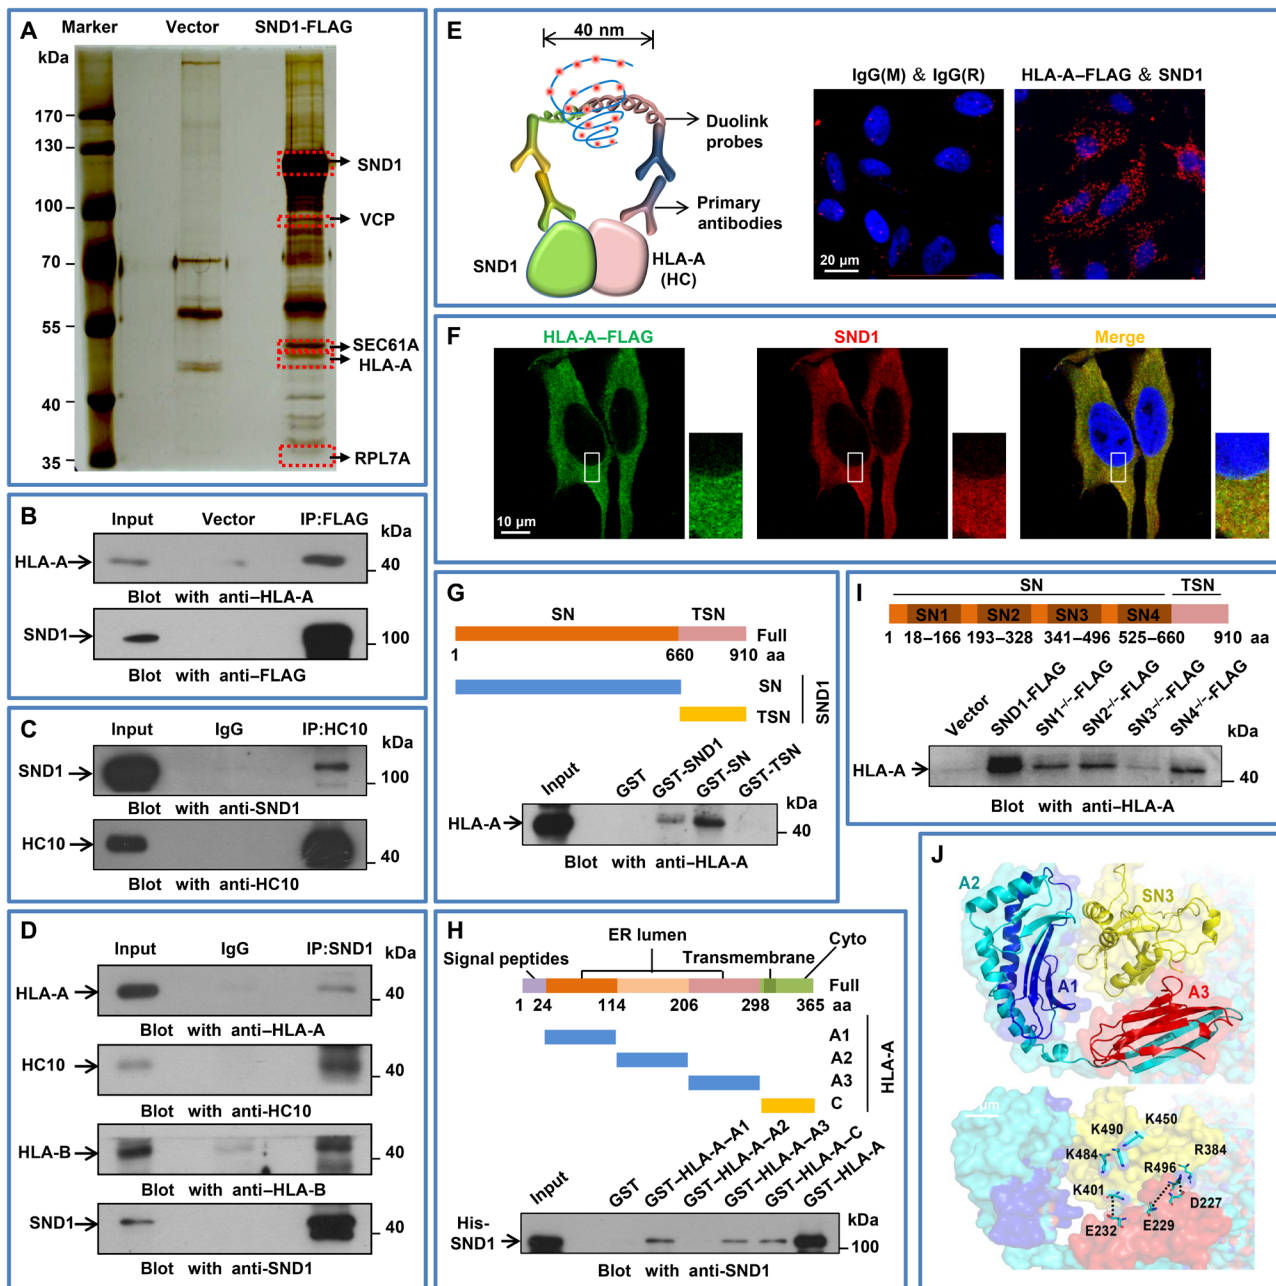 A
Marker Vector SND1-FLAG
kDa
170
130
100
70
55
40
35
SND1
VCP
SEC61A
HLA-A
RPL7A
B
Input Vector IP:FLAG
kDa
HLA-A
40
Blot with anti–HLA-A
SND1
100
Blot with anti–FLAG
C
Input IgG IP:HC10
kDa
SND1
100
Blot with anti-SND1
HC10
40
Blot with anti-HC10
D
Input IgG IP:SND1
kDa
HLA-A
40
Blot with anti–HLA-A
HC10
40
Blot with anti-HC10
HLA-B
40
Blot with anti–HLA-B
SND1
40
Blot with anti-SND1
E
40 nm
Duolink
probes
Primary
antibodies
SND1
HLA-A
(HC)
IgG(M) & IgG(R)
HLA-A–FLAG & SND1
20 µm
F
HLA-A–FLAG
SND1
Merge
10 µm
G
SN TSN
Full
1 660 910 aa
SN
TSN
SND1
Input
GST
GST-SND1
GST-SN
GST-TSN
kDa
HLA-A
40
Blot with anti–HLA-A
H
ER lumen
Cyto
Signal peptides
Transmembrane
Full
1 24 114 206 298 365 aa
A1
A2
A3
C
HLA-A
Input
GST
GST–HLA-A–A1
GST–HLA-A–A2
GST–HLA-A–A3
GST–HLA-A–C
GST–HLA-A
kDa
His-
SND1
100
Blot with anti-SND1
I
SN TSN
SN1 SN2 SN3 SN4
1 18–166 193–328 341–496 525–660 910 aa
Vector
SND1-FLAG
SN1⁻/⁻-FLAG
SN2⁻/⁻-FLAG
SN3⁻/⁻-FLAG
SN4⁻/⁻-FLAG
kDa
HLA-A
40
Blot with anti–HLA-A
J
A2
SN3
A1
A3
K450
K490
K484
R384
R496
K401
D227
E229
E232